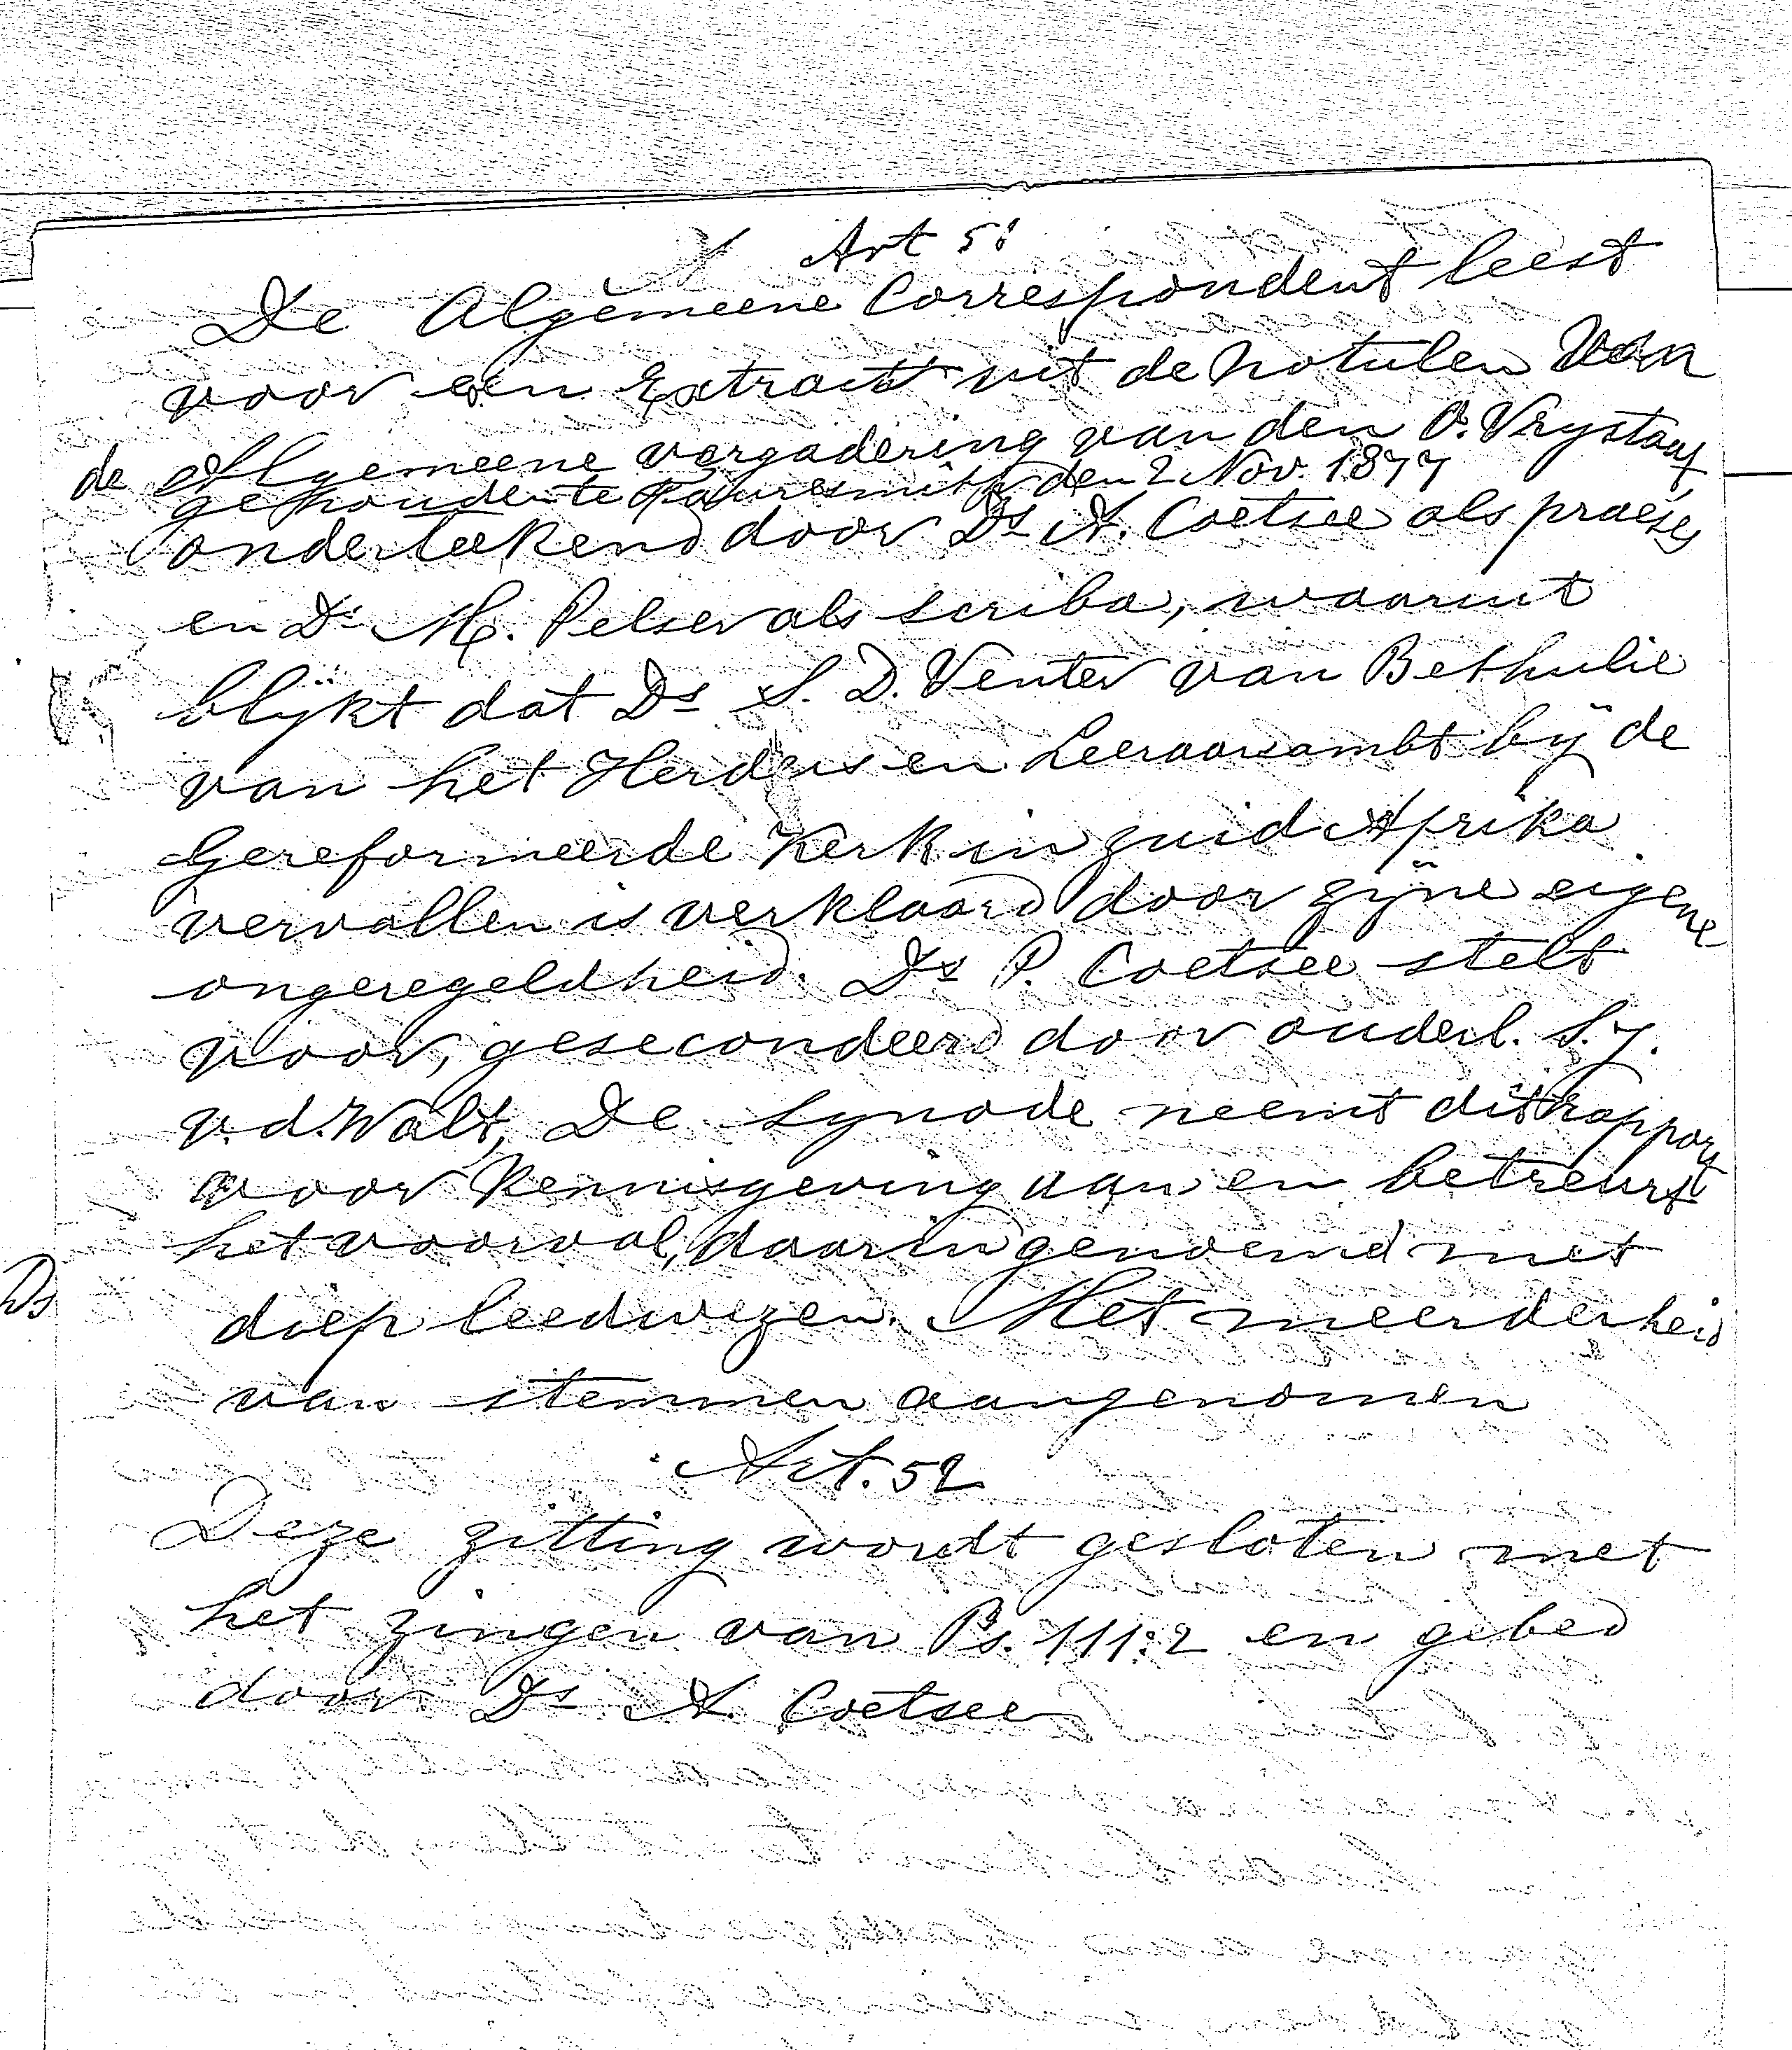 Art 51
De Algemeene Correspondent leest
voor een Extract uit de Notulen van
de Algemeene vergadering van den O. Vrystaat,
gehouden te Fauresmith den 2 Nov. 1877
onderteekend door Ds A. Coetsee als praeses
en Ds M. Pelser als scriba, waaruit
blijkt dat Ds S. D. Venter van Bethulie
van het Herders en Leeraarsambt bij de
Gereformeerde Kerk in Zuid Afrika
vervallen is verklaard door zijne eigene
ongeregeldheid. Ds P. Coetsee stelt
voor, gesecondeerd door ouderl. S. J.
v.d. Walt, De Synode neemt dit rapport
voor kennisgeving aan en betreurt
het voorval, daarin genoemd met
diep leedwezen. Met meerderheid
van stemmen aangenomen
Art. 52
Deze zitting wordt gesloten met
het zingen van Ps. 111:2 en gebed
door Ds A. Coetsee
Ds